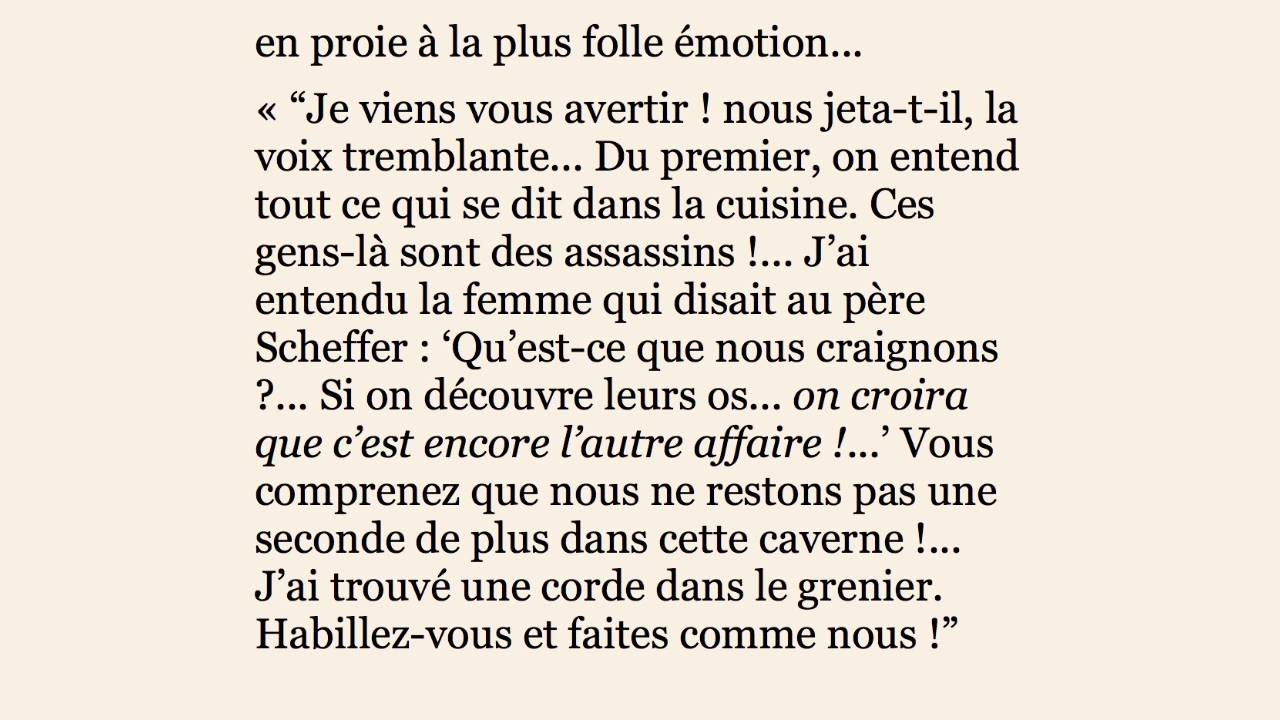 en proie à la plus folle émotion...
« “Je viens vous avertir ! nous jeta-t-il, la
voix tremblante... Du premier, on entend
tout ce qui se dit dans la cuisine. Ces
gens-là sont des assassins !... J’ai
entendu la femme qui disait au père
Scheffer : ‘Qu’est-ce que nous craignons
?... Si on découvre leurs os... on croira
que c’est encore l’autre affaire !...’ Vous
comprenez que nous ne restons pas une
seconde de plus dans cette caverne !...
J’ai trouvé une corde dans le grenier.
Habillez-vous et faites comme nous !”